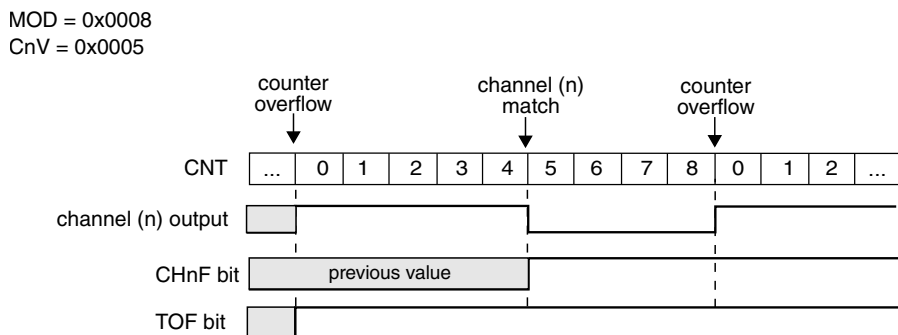 MOD = 0x0008
CnV = 0x0005
counter
overflow
channel (n)
match
counter
overflow
CNT ... 0 1 2 3 4 5 6 7 8 0 1 2 ...
channel (n) output
CHnF bit previous value
TOF bit